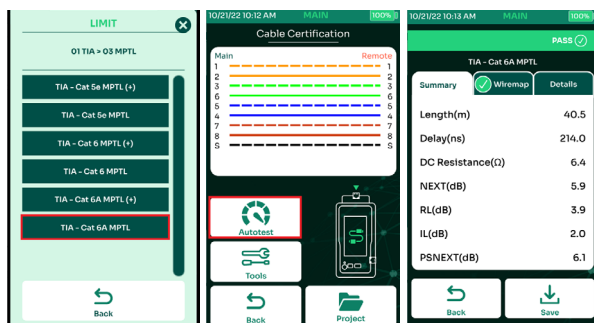 LIMIT
01 TIA > 03 MPTL
TIA - Cat 5e MPTL (+)
TIA - Cat 5e MPTL
TIA - Cat 6 MPTL (+)
TIA - Cat 6 MPTL
TIA - Cat 6A MPTL (+)
TIA - Cat 6A MPTL
Back
10/21/22 10:12 AM MAIN 100%
Cable Certification
Main Remote
1 1
2 2
3 3
6 6
5 5
4 4
7 7
8 8
S S
Autotest
Tools
Back Project
10/21/22 10:13 AM MAIN 100%
PASS
TIA - Cat 6A MPTL
Summary Wiremap Details
Length(m) 40.5
Delay(ns) 214.0
DC Resistance(Ω) 6.4
NEXT(dB) 5.9
RL(dB) 3.9
IL(dB) 2.0
PSNEXT(dB) 6.1
Back Save